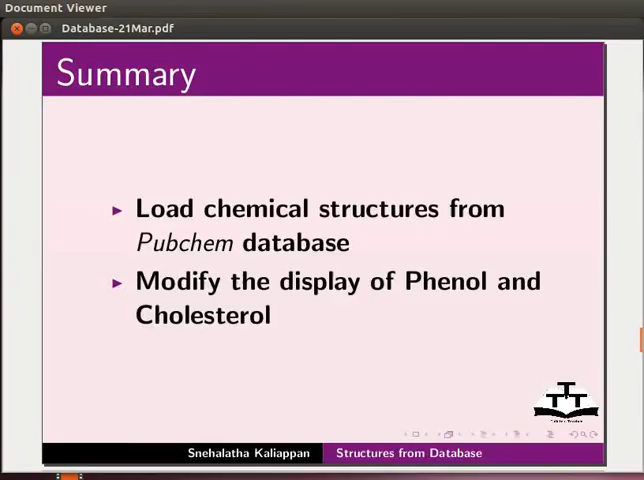 Document Viewer
Database-21Mar.pdf
Summary
Load chemical structures from
Pubchem database
Modify the display of Phenol and
Cholesterol
Snehalatha Kaliappan
Structures from Database